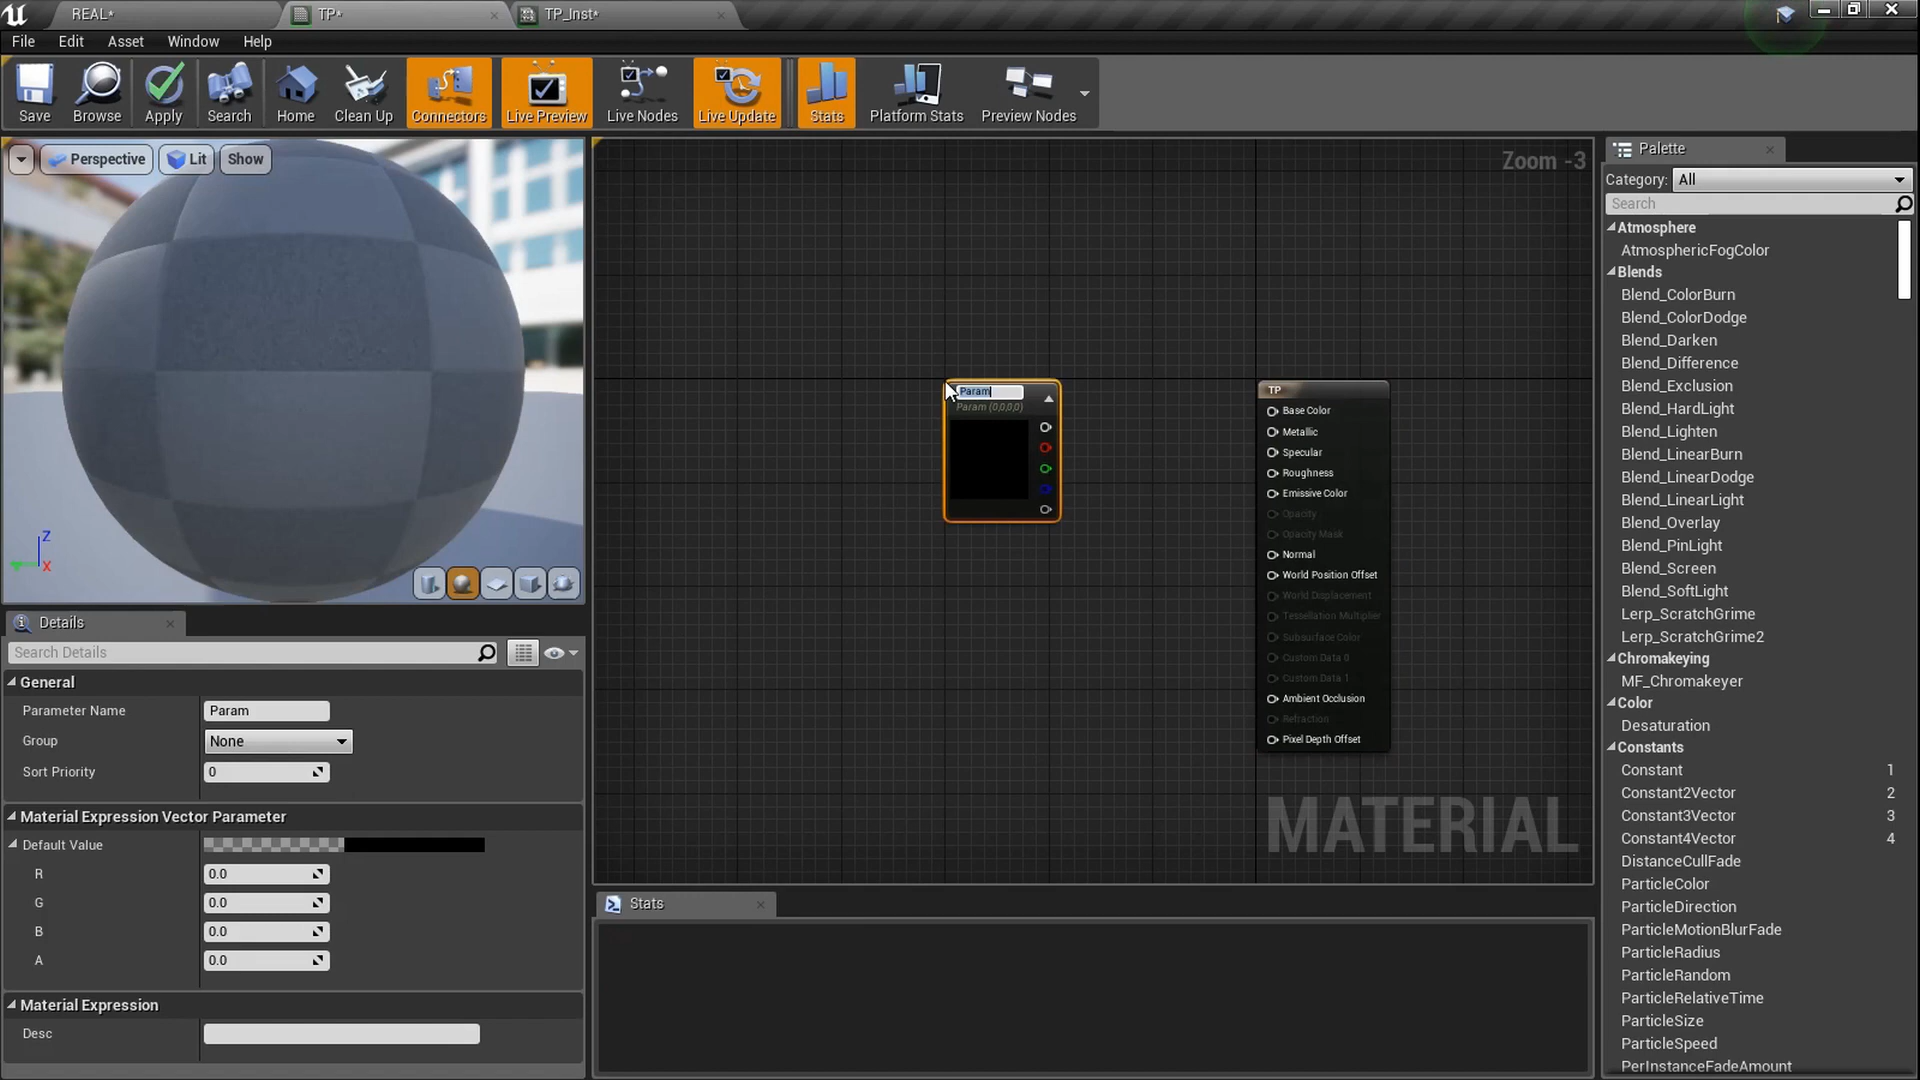 REAL*
TP*
TP_Inst*
File Edit Asset Window Help
Save
Browse
Apply
Search
Home
Clean Up
Connectors
Live Preview
Live Nodes
Live Update
Stats
Platform Stats
Preview Nodes
Perspective
Lit
Show
Z
X
Zoom -3
Param
Param (0,0,0,0)
TP
Base Color
Metallic
Specular
Roughness
Emissive Color
Opacity
Opacity Mask
Normal
World Position Offset
World Displacement
Tessellation Multiplier
Subsurface Color
Custom Data 0
Custom Data 1
Ambient Occlusion
Refraction
Pixel Depth Offset
MATERIAL
Details
Search Details
General
Parameter Name Param
Group None
Sort Priority 0
Material Expression Vector Parameter
Default Value
R 0.0
G 0.0
B 0.0
A 0.0
Material Expression
Desc
Stats
Palette
Category: All
Search
Atmosphere
AtmosphericFogColor
Blends
Blend_ColorBurn
Blend_ColorDodge
Blend_Darken
Blend_Difference
Blend_Exclusion
Blend_HardLight
Blend_Lighten
Blend_LinearBurn
Blend_LinearDodge
Blend_LinearLight
Blend_Overlay
Blend_PinLight
Blend_Screen
Blend_SoftLight
Lerp_ScratchGrime
Lerp_ScratchGrime2
Chromakeying
MF_Chromakeyer
Color
Desaturation
Constants
Constant 1
Constant2Vector 2
Constant3Vector 3
Constant4Vector 4
DistanceCullFade
ParticleColor
ParticleDirection
ParticleMotionBlurFade
ParticleRadius
ParticleRandom
ParticleRelativeTime
ParticleSize
ParticleSpeed
PerInstanceFadeAmount